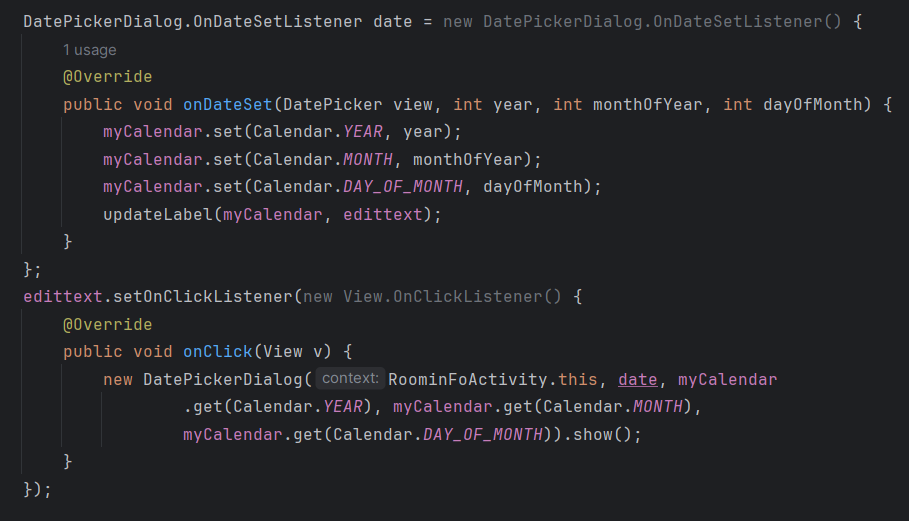 DatePickerDialog.OnDateSetListener date = new DatePickerDialog.OnDateSetListener() {
1 usage
@Override
public void onDateSet(DatePicker view, int year, int monthOfYear, int dayOfMonth) {
myCalendar.set(Calendar.YEAR, year);
myCalendar.set(Calendar.MONTH, monthOfYear);
myCalendar.set(Calendar.DAY_OF_MONTH, dayOfMonth);
updateLabel(myCalendar, edittext);
}
};
edittext.setOnClickListener(new View.OnClickListener() {
@Override
public void onClick(View v) {
new DatePickerDialog( context: RoominFoActivity.this, date, myCalendar
.get(Calendar.YEAR), myCalendar.get(Calendar.MONTH),
myCalendar.get(Calendar.DAY_OF_MONTH)).show();
}
});